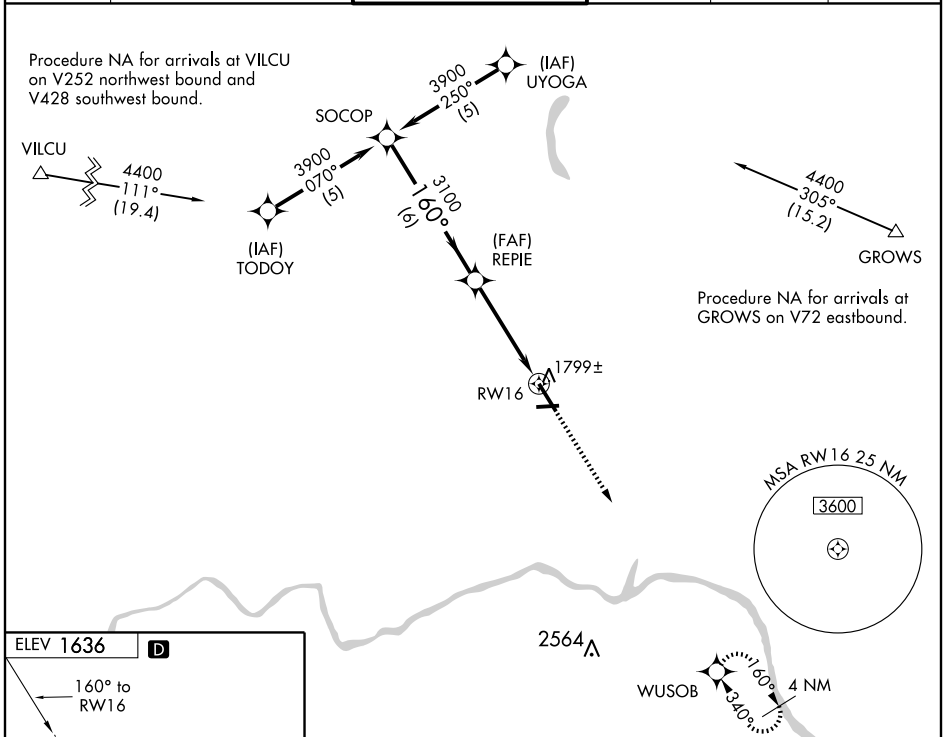 Procedure NA for arrivals at VILCU
on V252 northwest bound and
V428 southwest bound.
(IAF)
UYOGA
3900
250°
(5)
SOCOP
VILCU
4400
111°
(19.4)
3900
070°
(5)
(IAF)
TODOY
3100
160°
(6)
(FAF)
REPIE
4400
305°
(15.2)
GROWS
Procedure NA for arrivals at
GROWS on V72 eastbound.
1799±
RW16
MSA RW16 25 NM
3600
2564
WUSOB
160°
340°
4 NM
ELEV 1636 D
160° to
RW16